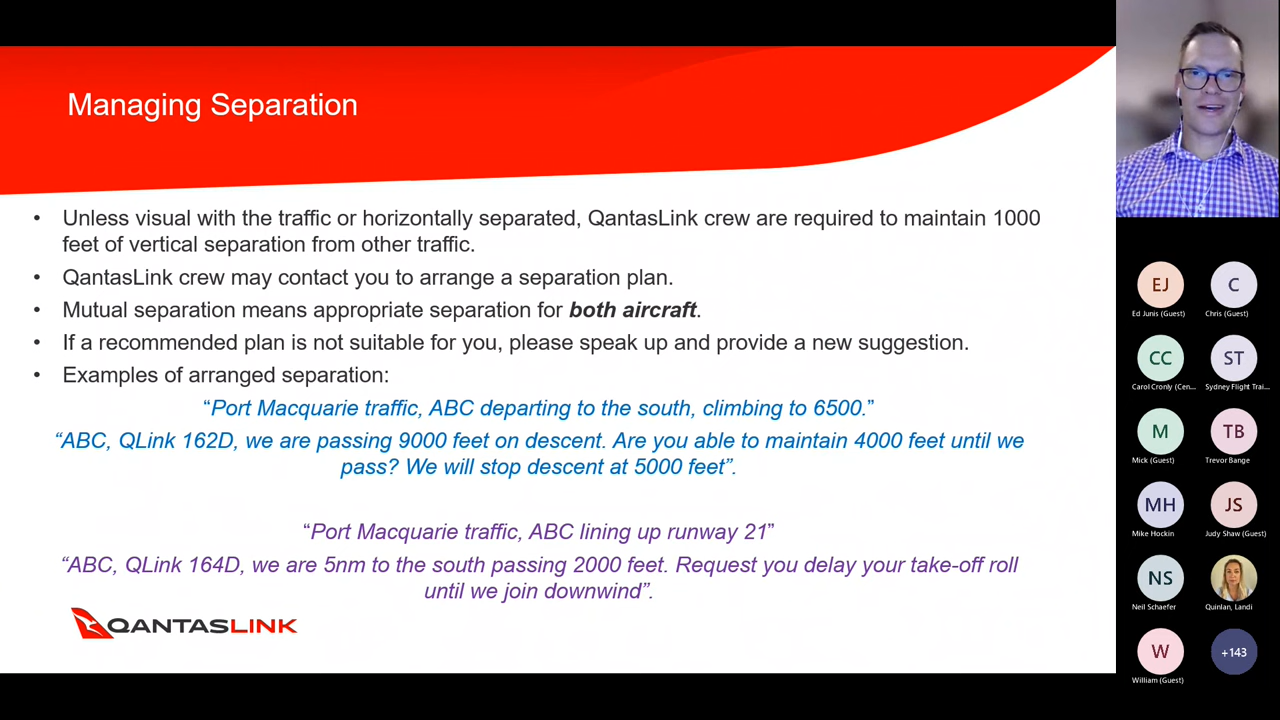 Managing Separation
• Unless visual with the traffic or horizontally separated, QantasLink crew are required to maintain 1000
feet of vertical separation from other traffic.
• QantasLink crew may contact you to arrange a separation plan.
• Mutual separation means appropriate separation for both aircraft.
• If a recommended plan is not suitable for you, please speak up and provide a new suggestion.
• Examples of arranged separation:
“Port Macquarie traffic, ABC departing to the south, climbing to 6500.”
“ABC, QLink 162D, we are passing 9000 feet on descent. Are you able to maintain 4000 feet until we
pass? We will stop descent at 5000 feet”.
“Port Macquarie traffic, ABC lining up runway 21”
“ABC, QLink 164D, we are 5nm to the south passing 2000 feet. Request you delay your take-off roll
until we join downwind”.
QANTASLINK
EJ
Ed Junis (Guest)
C
Chris (Guest)
CC
Carol Cronly (Cen...
ST
Sydney Flight Trai...
M
Mick (Guest)
TB
Trevor Bange
MH
Mike Hockin
JS
Judy Shaw (Guest)
NS
Neil Schaefer
Quinlan, Landi
W
William (Guest)
+143